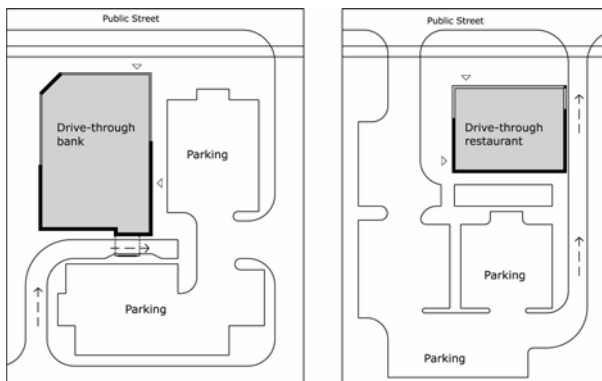 Public Street
Drive-through
bank
Parking
Parking
Public Street
Drive-through
restaurant
Parking
Parking